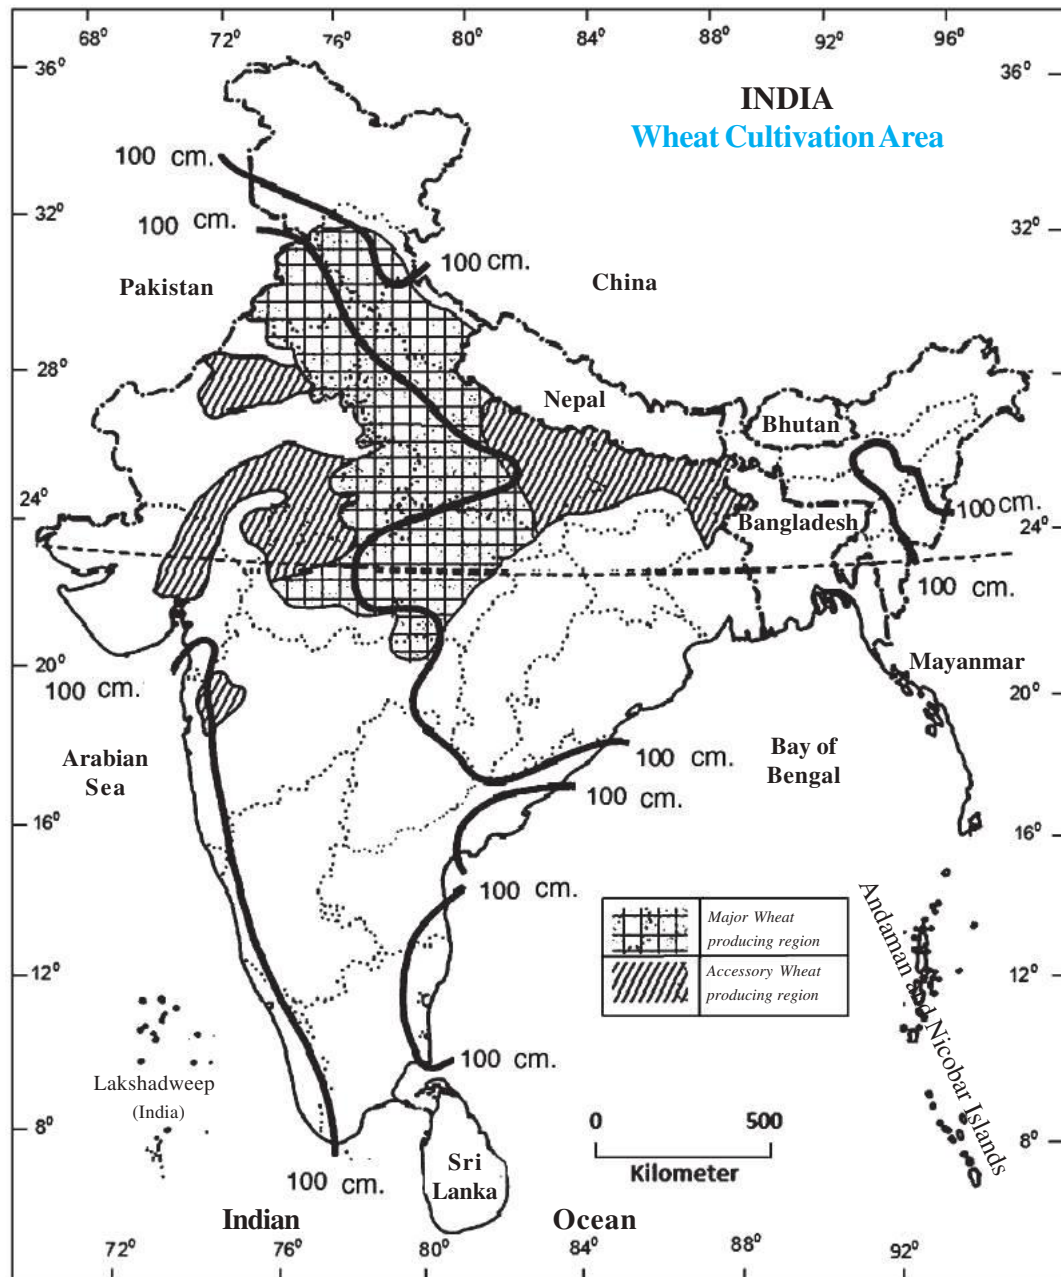 68° 72° 76° 80° 84° 88° 92° 96°
36° 36°
INDIA
Wheat Cultivation Area
100 cm.
100 cm.
32° 32°
100 cm.
Pakistan
China
28° 28°
Nepal
Bhutan
24° 24°
Bangladesh
100 cm.
100 cm.
20° 20°
Mayanmar
100 cm.
Arabian
Sea
Bay of
Bengal
100 cm.
100 cm.
16° 16°
100 cm.
Major Wheat
producing region
Accessory Wheat
producing region
Andaman and Nicobar Islands
12° 12°
100 cm.
Lakshadweep
(India)
8° 8°
0 500
Kilometer
Sri
Lanka
100 cm.
Indian Ocean
72° 76° 80° 84° 88° 92°